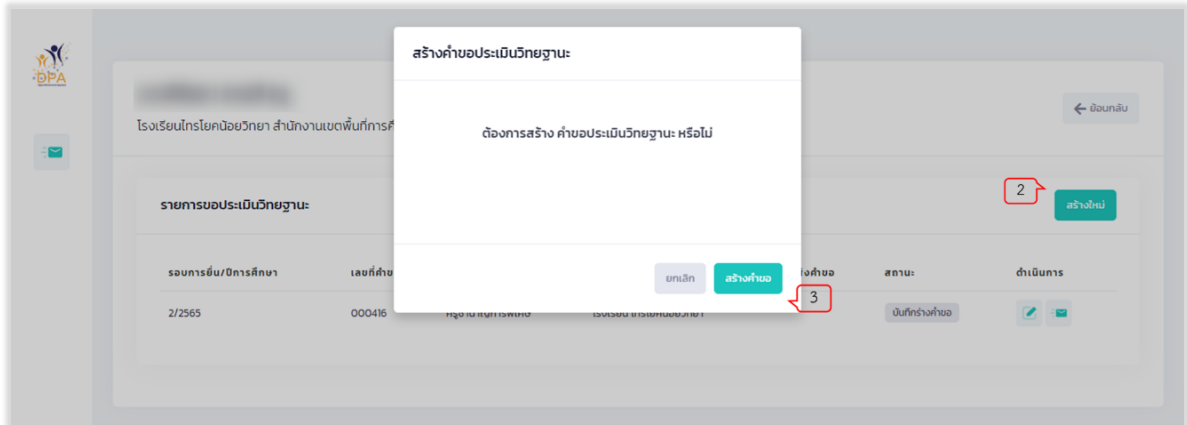 สร้างคำขอประเมินวิทยฐานะ
DPA
ย้อนกลับ
โรงเรียนไทรโยคน้อยวิทยา สำนักงานเขตพื้นที่การศึ
ต้องการสร้าง คำขอประเมินวิทยฐานะ หรือไม่
2
รายการขอประเมินวิทยฐานะ
สร้างใหม่
ยกเลิก
สร้างคำขอ
3
รอบการยื่น/ปีการศึกษา
เลขที่คำข
คำขอ
สถานะ
ดำเนินการ
2/2565
000416
บันทึกร่างคำขอ